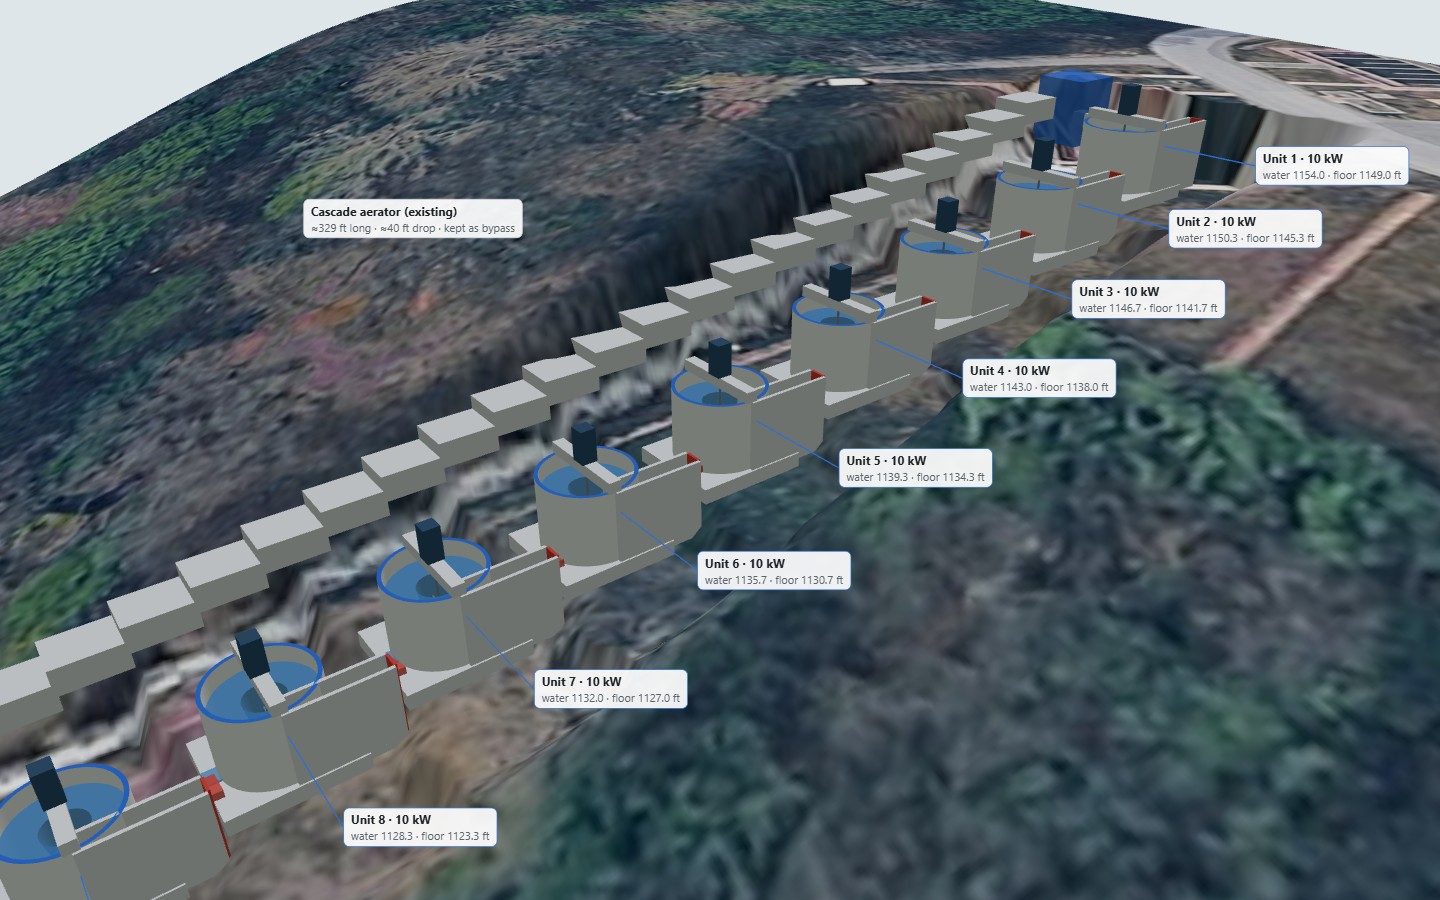 Unit 1 · 10 kW
water 1154.0 · floor 1149.0 ft
Cascade aerator (existing)
≈329 ft long · ≈40 ft drop · kept as bypass
Unit 2 · 10 kW
water 1150.3 · floor 1145.3 ft
Unit 3 · 10 kW
water 1146.7 · floor 1141.7 ft
Unit 4 · 10 kW
water 1143.0 · floor 1138.0 ft
Unit 5 · 10 kW
water 1139.3 · floor 1134.3 ft
Unit 6 · 10 kW
water 1135.7 · floor 1130.7 ft
Unit 7 · 10 kW
water 1132.0 · floor 1127.0 ft
Unit 8 · 10 kW
water 1128.3 · floor 1123.3 ft